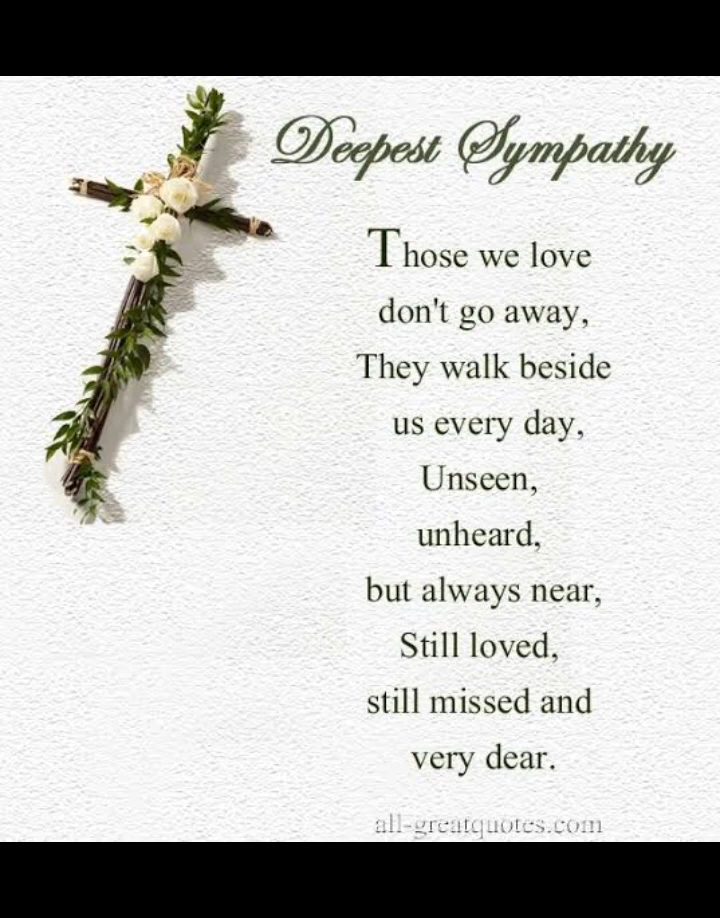 Deepest Sympathy
Those we love
don't go away,
They walk beside
us every day,
Unseen,
unheard,
but always near,
Still loved,
still missed and
very dear.
all-greatquotes.com